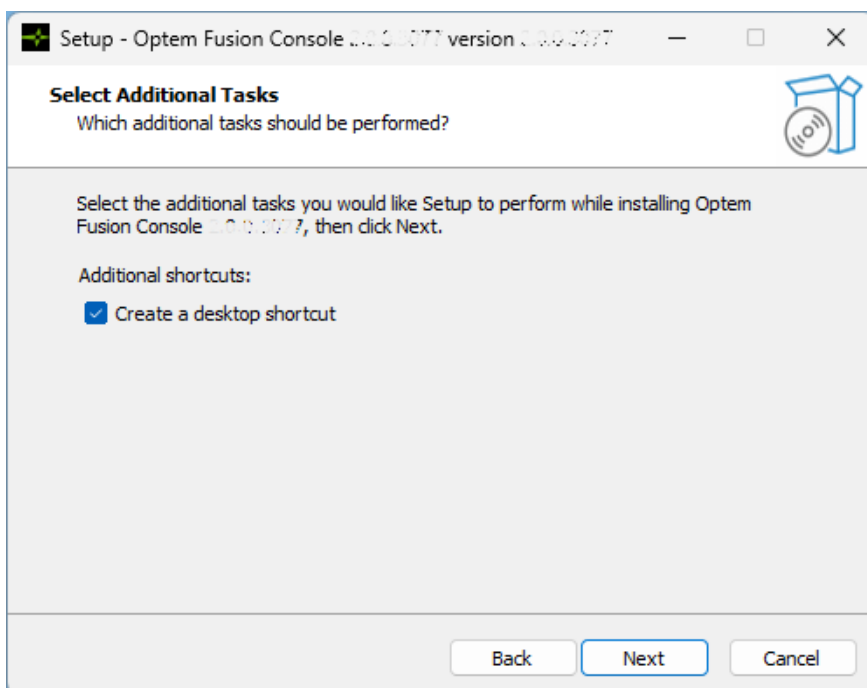 Setup - Optem Fusion Console version
Select Additional Tasks
Which additional tasks should be performed?
Select the additional tasks you would like Setup to perform while installing Optem
Fusion Console , then click Next.
Additional shortcuts:
Create a desktop shortcut
Back Next Cancel